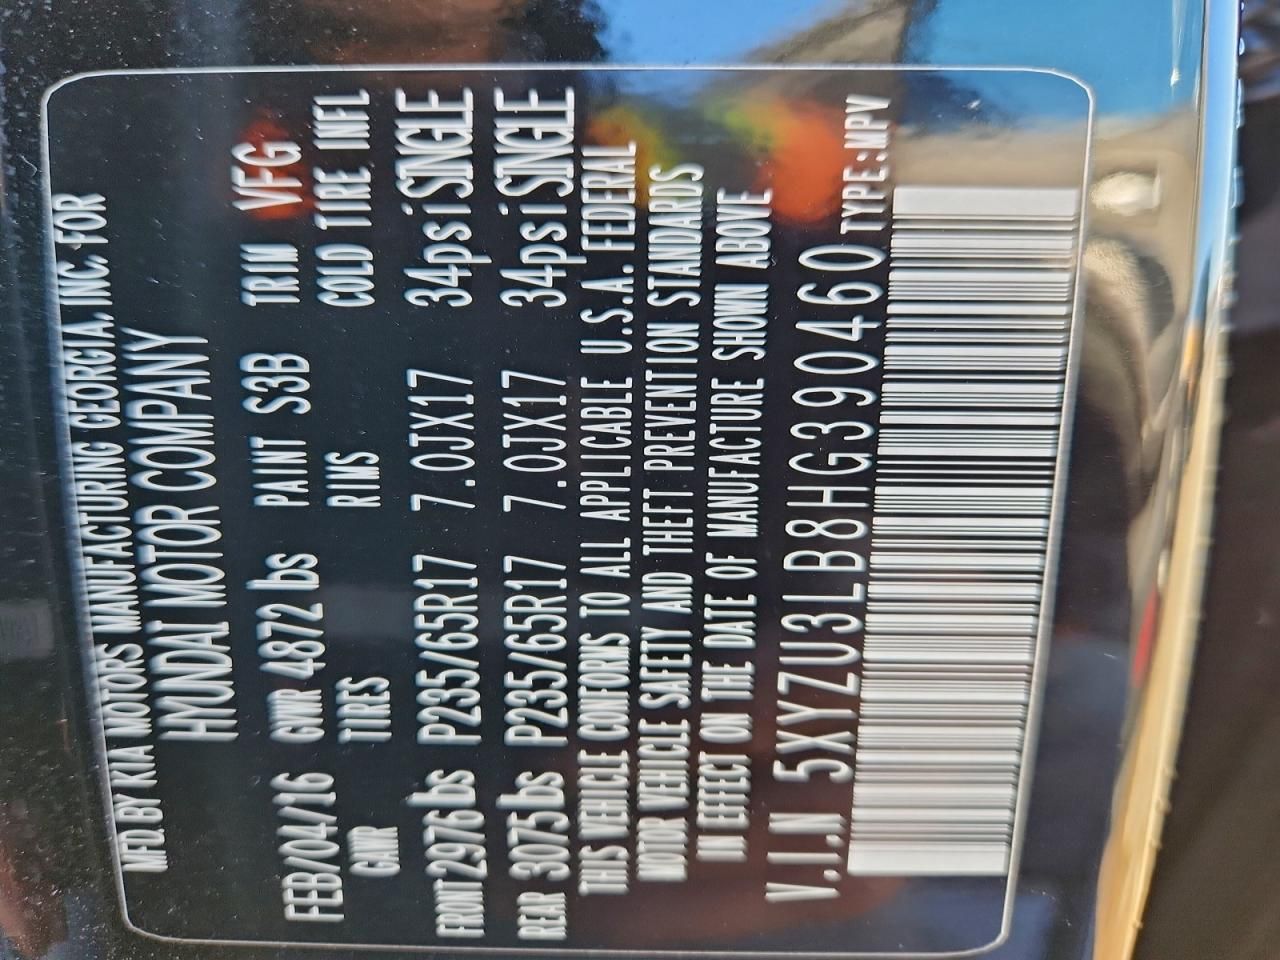 MFD. BY KIA MOTORS MANUFACTURING GEORGIA, INC. FOR
HYUNDAI MOTOR COMPANY
FEB/04/16 GVWR 4872 lbs PAINT S3B TRIM VFG
GAWR TIRES RIMS COLD TIRE INFL
FRONT 2976 lbs P235/65R17 7.0JX17 34psi SINGLE
REAR 3075 lbs P235/65R17 7.0JX17 34psi SINGLE
THIS VEHICLE CONFORMS TO ALL APPLICABLE U.S.A. FEDERAL
MOTOR VEHICLE SAFETY AND THEFT PREVENTION STANDARDS
IN EFFECT ON THE DATE OF MANUFACTURE SHOWN ABOVE
V.I.N 5XYZU3LB8HG390460 TYPE:MPV